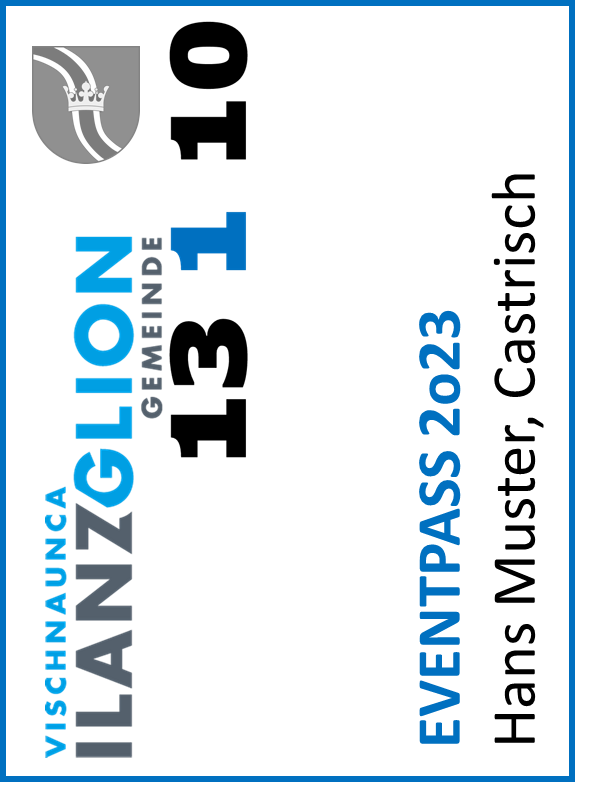 VISCHNAUNCA
ILANZGLION
GEMEINDE
13 1 10
EVENTPASS 2o23
Hans Muster, Castrisch